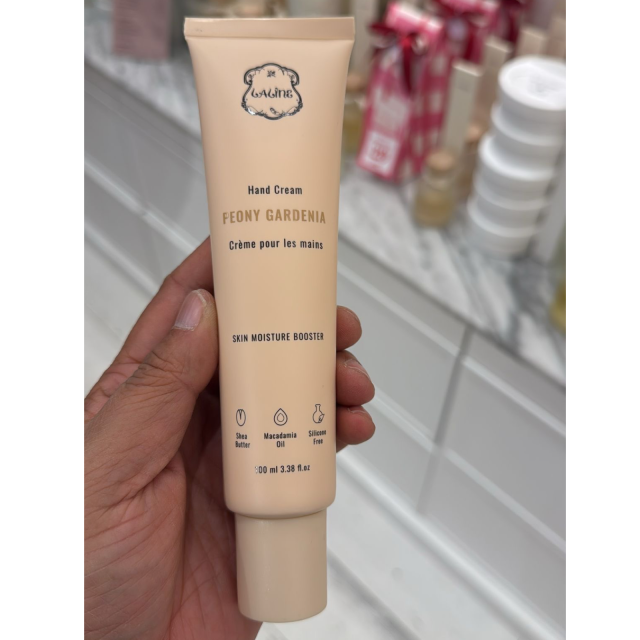 LALINE
Hand Cream
PEONY GARDENIA
Crème pour les mains
SKIN MOISTURE BOOSTER
Shea Butter
Macadamia Oil
Silicone Free
100 ml 3.38 fl.oz